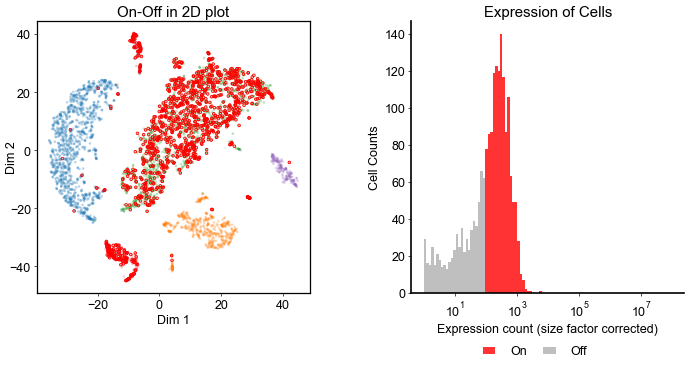 On-Off in 2D plot
40
20
0
−20
−40
Dim 2
−20
0
20
40
Dim 1
Expression of Cells
140
120
100
80
60
40
20
0
Cell Counts
10^1
10^3
10^5
10^7
Expression count (size factor corrected)
On
Off